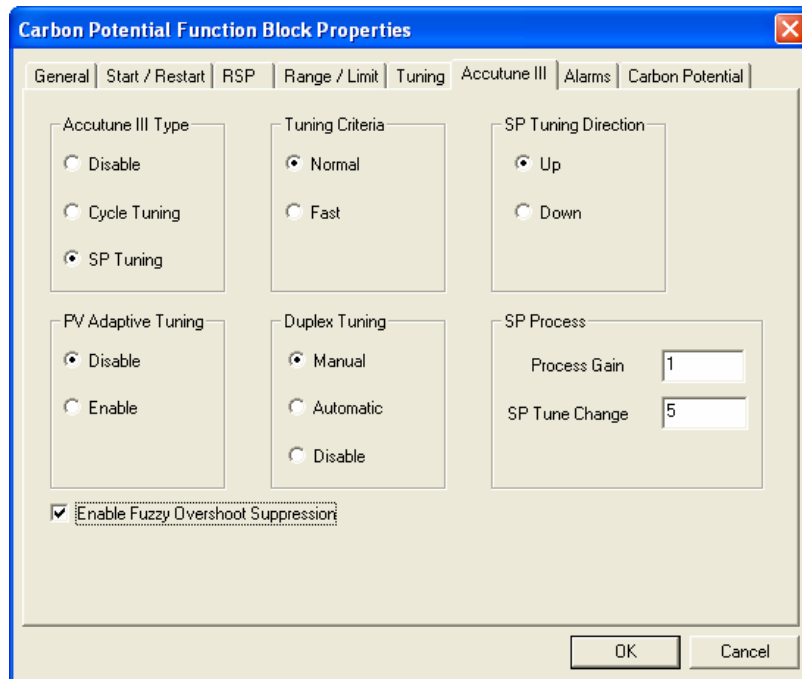 Carbon Potential Function Block Properties
General
Start / Restart
RSP
Range / Limit
Tuning
Accutune III
Alarms
Carbon Potential
Accutune III Type
Disable
Cycle Tuning
SP Tuning
Tuning Criteria
Normal
Fast
SP Tuning Direction
Up
Down
PV Adaptive Tuning
Disable
Enable
Duplex Tuning
Manual
Automatic
Disable
SP Process
Process Gain 1
SP Tune Change 5
Enable Fuzzy Overshoot Suppression
OK
Cancel